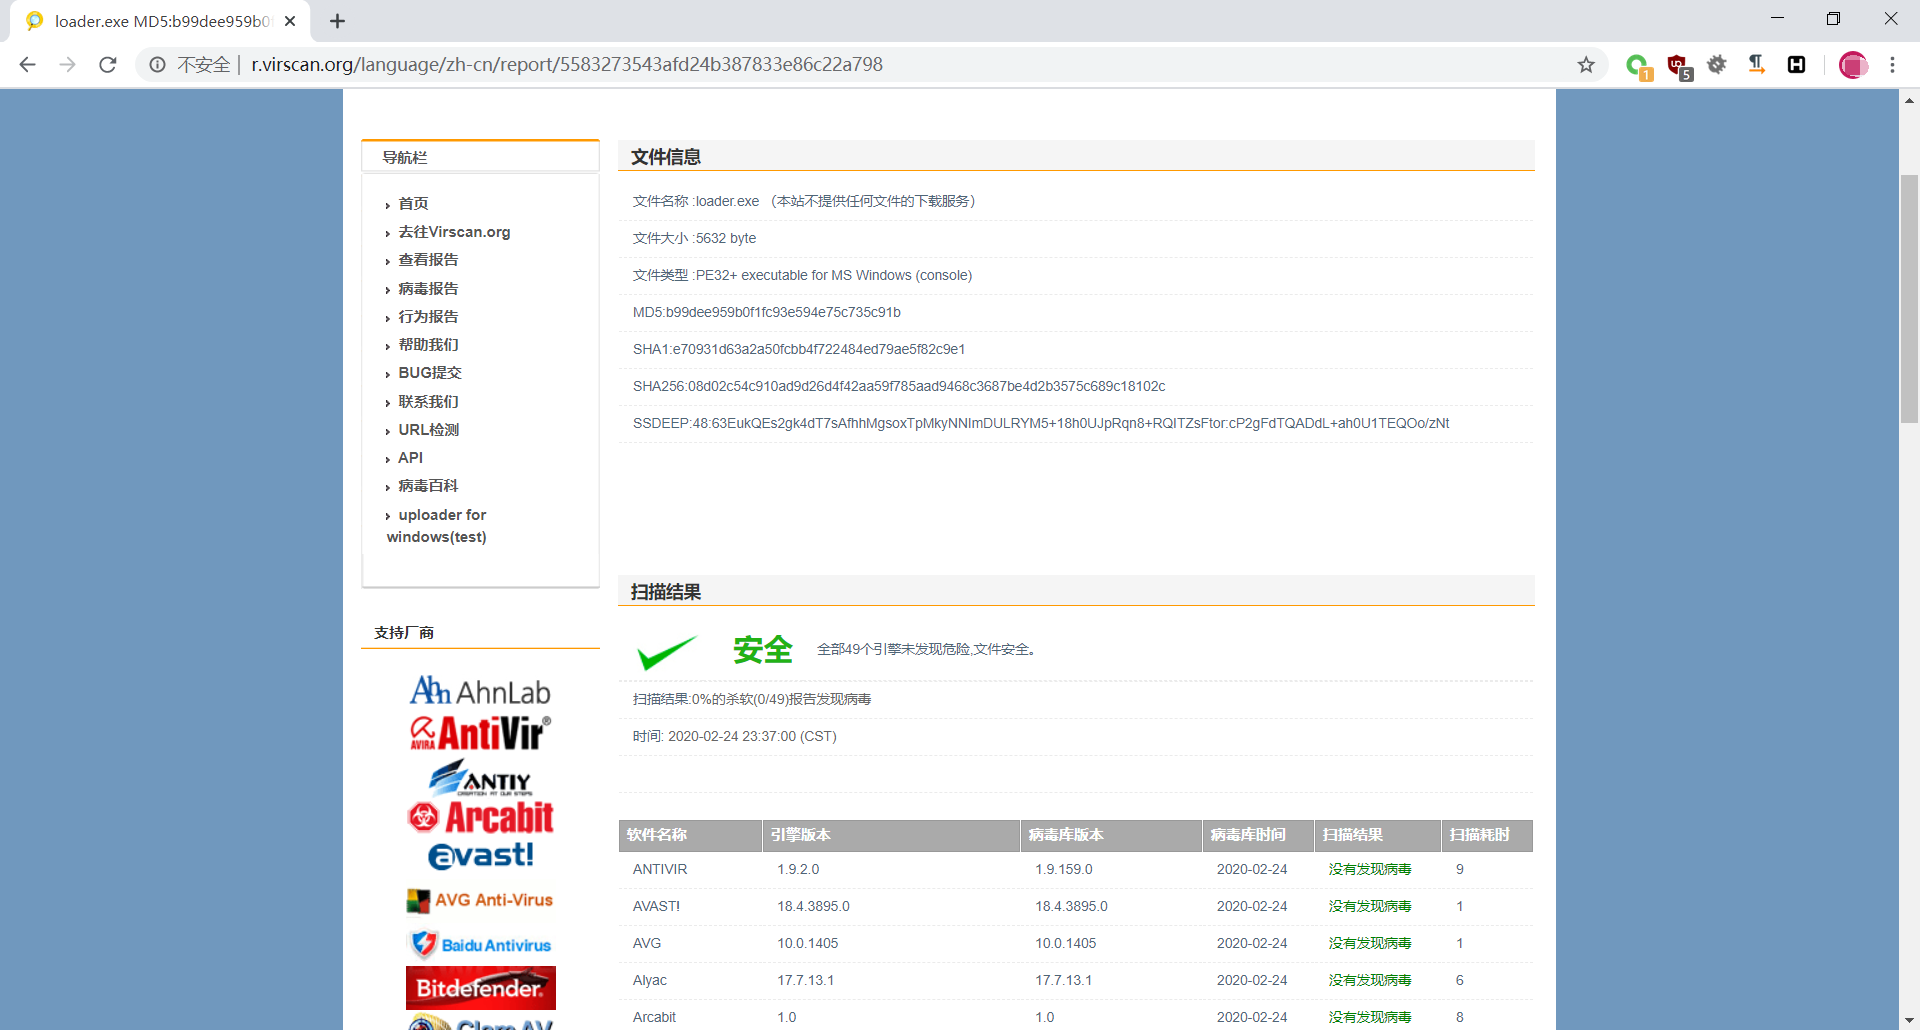 loader.exe MD5:b99dee959b0
不安全
r.virscan.org/language/zh-cn/report/5583273543afd24b387833e86c22a798
1
5
导航栏
首页
去往Virscan.org
查看报告
病毒报告
行为报告
帮助我们
BUG提交
联系我们
URL检测
API
病毒百科
uploader for
windows(test)
支持厂商
Ahn AhnLab
AVIRA AntiVir®
ANTIY
Arcabit
avast!
AVG Anti-Virus
Baidu Antivirus
Bitdefender
ClamAV
文件信息
文件名称 :loader.exe （本站不提供任何文件的下载服务）
文件大小 :5632 byte
文件类型 :PE32+ executable for MS Windows (console)
MD5:b99dee959b0f1fc93e594e75c735c91b
SHA1:e70931d63a2a50fcbb4f722484ed79ae5f82c9e1
SHA256:08d02c54c910ad9d26d4f42aa59f785aad9468c3687be4d2b3575c689c18102c
SSDEEP:48:63EukQEs2gk4dT7sAfhhMgsoxTpMkyNNImDULRYM5+18h0UJpRqn8+RQITZsFtor:cP2gFdTQADdL+ah0U1TEQOo/zNt
扫描结果
安全 全部49个引擎未发现危险,文件安全。
扫描结果:0%的杀软(0/49)报告发现病毒
时间: 2020-02-24 23:37:00 (CST)
软件名称 引擎版本 病毒库版本 病毒库时间 扫描结果 扫描耗时
ANTIVIR 1.9.2.0 1.9.159.0 2020-02-24 没有发现病毒 9
AVAST! 18.4.3895.0 18.4.3895.0 2020-02-24 没有发现病毒 1
AVG 10.0.1405 10.0.1405 2020-02-24 没有发现病毒 1
Alyac 17.7.13.1 17.7.13.1 2020-02-24 没有发现病毒 6
Arcabit 1.0 1.0 2020-02-24 没有发现病毒 8